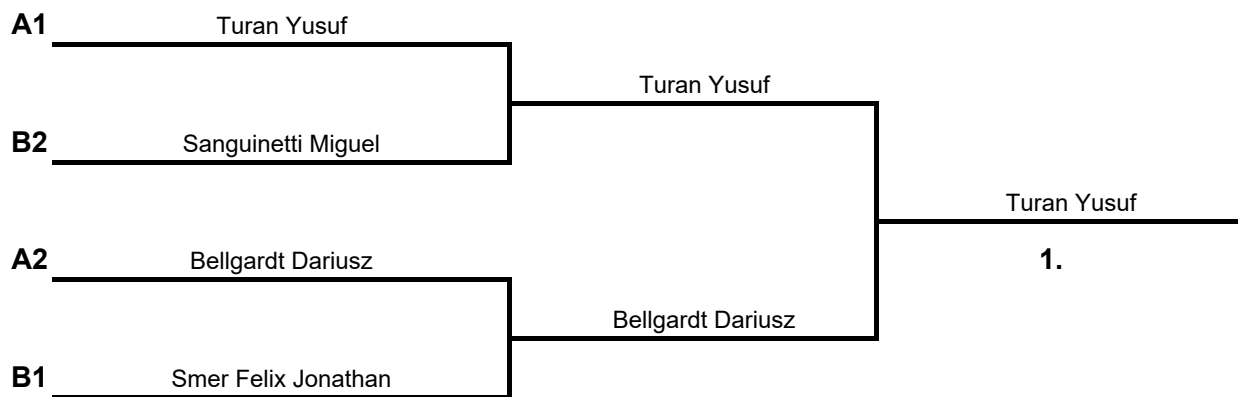 A1 Turan Yusuf
Turan Yusuf
B2 Sanguinetti Miguel
Turan Yusuf
A2 Bellgardt Dariusz
1.
Bellgardt Dariusz
B1 Smer Felix Jonathan